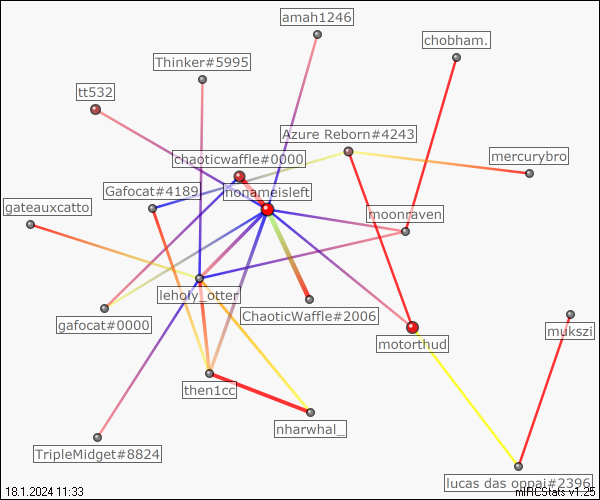 amah1246
chobham.
Thinker#5995
tt532
Azure Reborn#4243
chaoticwaffle#0000
mercurybro
Gafocat#4189
nonameisleft
gateauxcatto
moonraven
leholy_otter
gafocat#0000
ChaoticWaffle#2006
mukszi
motorthud
then1cc
nharwhal_
TripleMidget#8824
lucas das oppai#2396
18.1.2024 11:33
mIRCStats v1.25